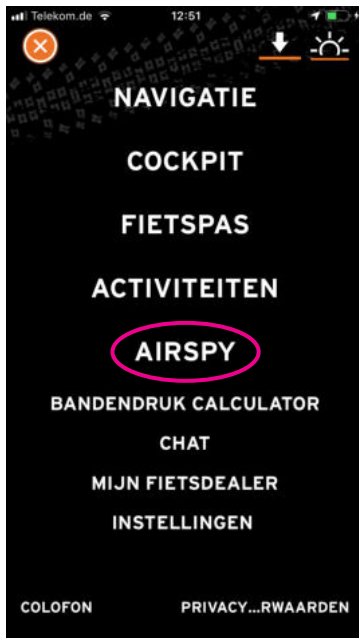 Telekom.de 12:51
NAVIGATIE
COCKPIT
FIETSPAS
ACTIVITEITEN
AIRSPY
BANDENDRUK CALCULATOR
CHAT
MIJN FIETSDEALER
INSTELLINGEN
COLOFON PRIVACY...RWAARDEN